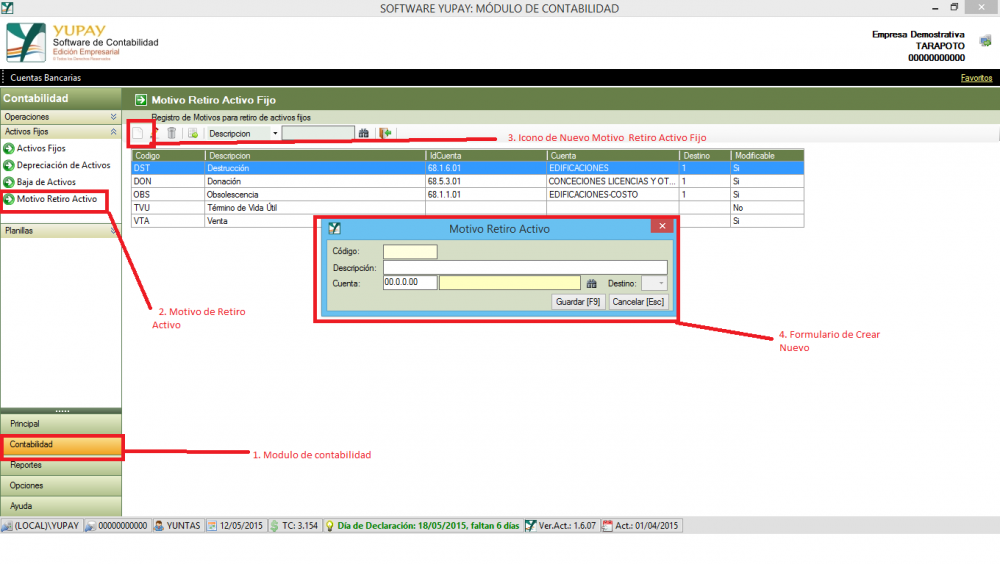 SOFTWARE YUPAY: MÓDULO DE CONTABILIDAD
YUPAY
Software de Contabilidad
Edición Empresarial
Empresa Demostrativa
TARAPOTO
00000000000
Cuentas Bancarias
Favoritos
Contabilidad
Motivo Retiro Activo Fijo
Operaciones
Registro de Motivos para retiro de activos fijos
Activos Fijos
Descripcion
3. Icono de Nuevo Motivo Retiro Activo Fijo
Activos Fijos
Depreciación de Activos
Baja de Activos
Motivo Retiro Activo
Planillas
Codigo Descripcion IdCuenta Cuenta Destino Modificable
DST Destrucción 68.1.6.01 EDIFICACIONES 1 Si
DON Donación 68.5.3.01 CONCECIONES LICENCIAS Y OT... 1 Si
OBS Obsolescencia 68.1.1.01 EDIFICACIONES-COSTO 1 Si
TVU Término de Vida Útil No
VTA Venta Si
Motivo Retiro Activo
Código:
Descripción:
Cuenta: 00.0.0.00 Destino:
Guardar [F9] Cancelar [Esc]
2. Motivo de Retiro
Activo
4. Formulario de Crear
Nuevo
Principal
Contabilidad
1. Modulo de contabilidad
Reportes
Opciones
Ayuda
(LOCAL)\YUPAY 00000000000 YUNTAS 12/05/2015 TC: 3.154 Día de Declaración: 18/05/2015, faltan 6 días Ver.Act.: 1.6.07 Act.: 01/04/2015